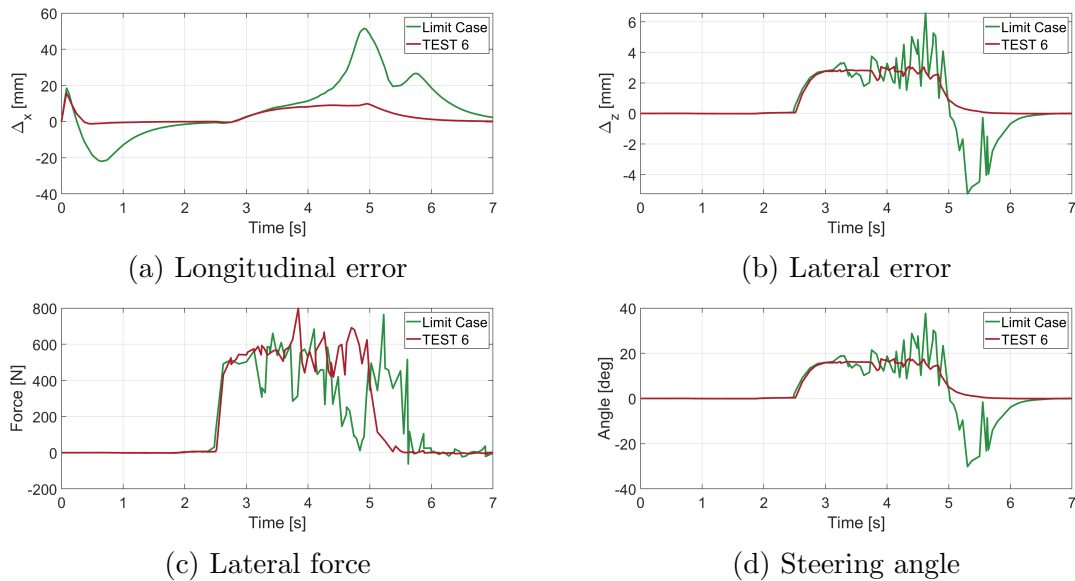 60
40
20
0
-20
-40
Δx [mm]
0 1 2 3 4 5 6 7
Time [s]
Limit Case
TEST 6
(a) Longitudinal error
6
4
2
0
-2
-4
Δz [mm]
0 1 2 3 4 5 6 7
Time [s]
Limit Case
TEST 6
(b) Lateral error
800
600
400
200
0
-200
Force [N]
0 1 2 3 4 5 6 7
Time [s]
Limit Case
TEST 6
(c) Lateral force
40
20
0
-20
-40
Angle [deg]
0 1 2 3 4 5 6 7
Time [s]
Limit Case
TEST 6
(d) Steering angle